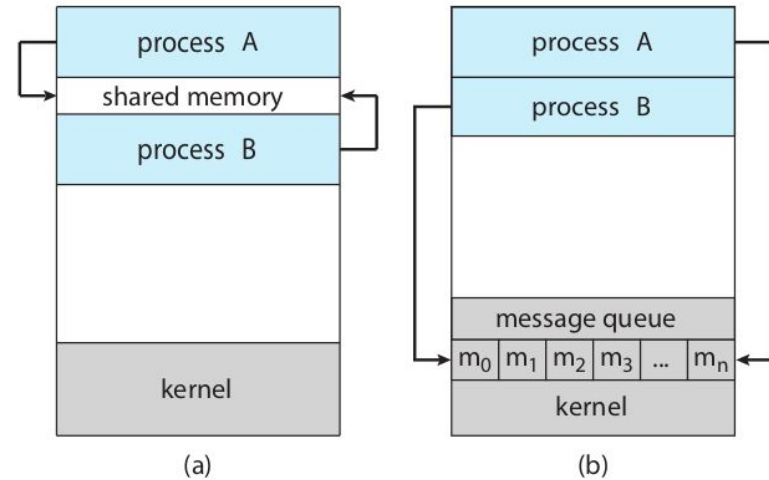 process A
shared memory
process B
kernel
(a)
process A
process B
message queue
m0 m1 m2 m3 ... mn
kernel
(b)